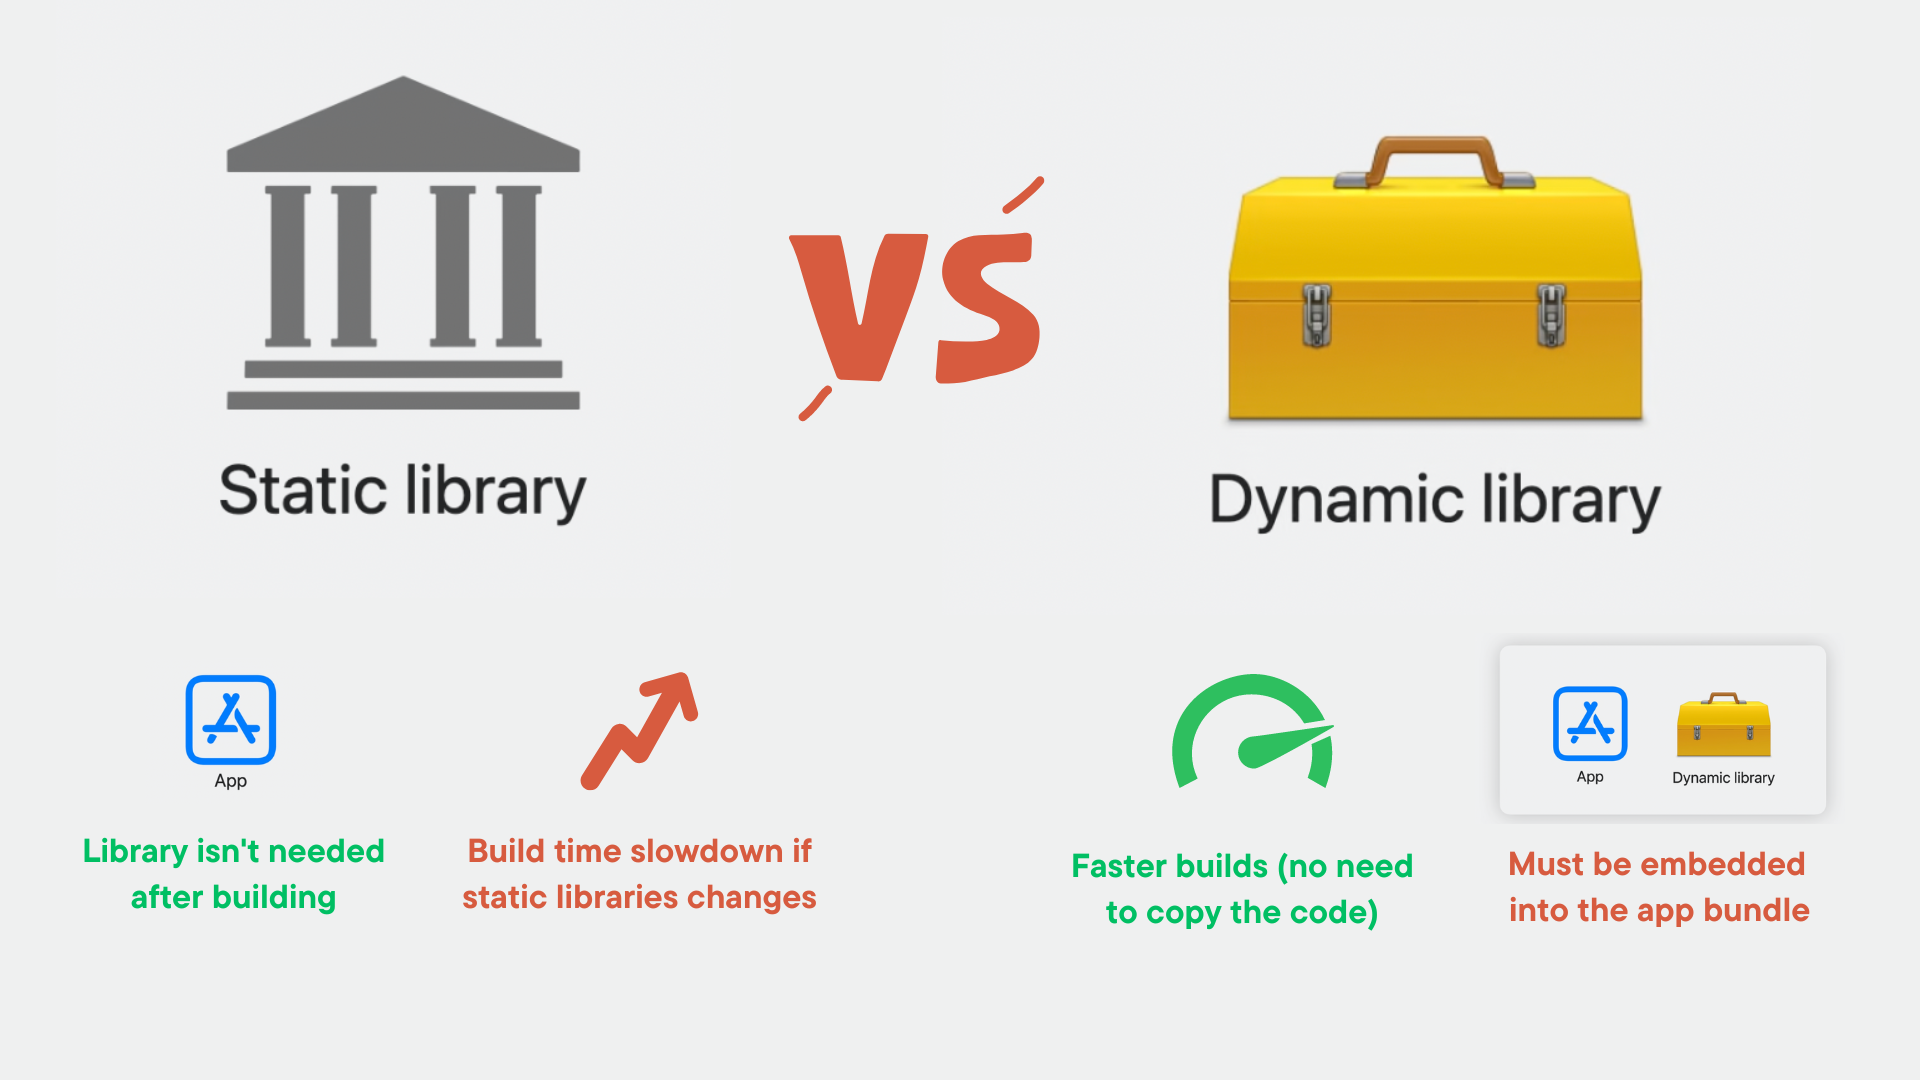 VS
Static library
Dynamic library
App
Library isn't needed
after building
Build time slowdown if
static libraries changes
Faster builds (no need
to copy the code)
App
Dynamic library
Must be embedded
into the app bundle